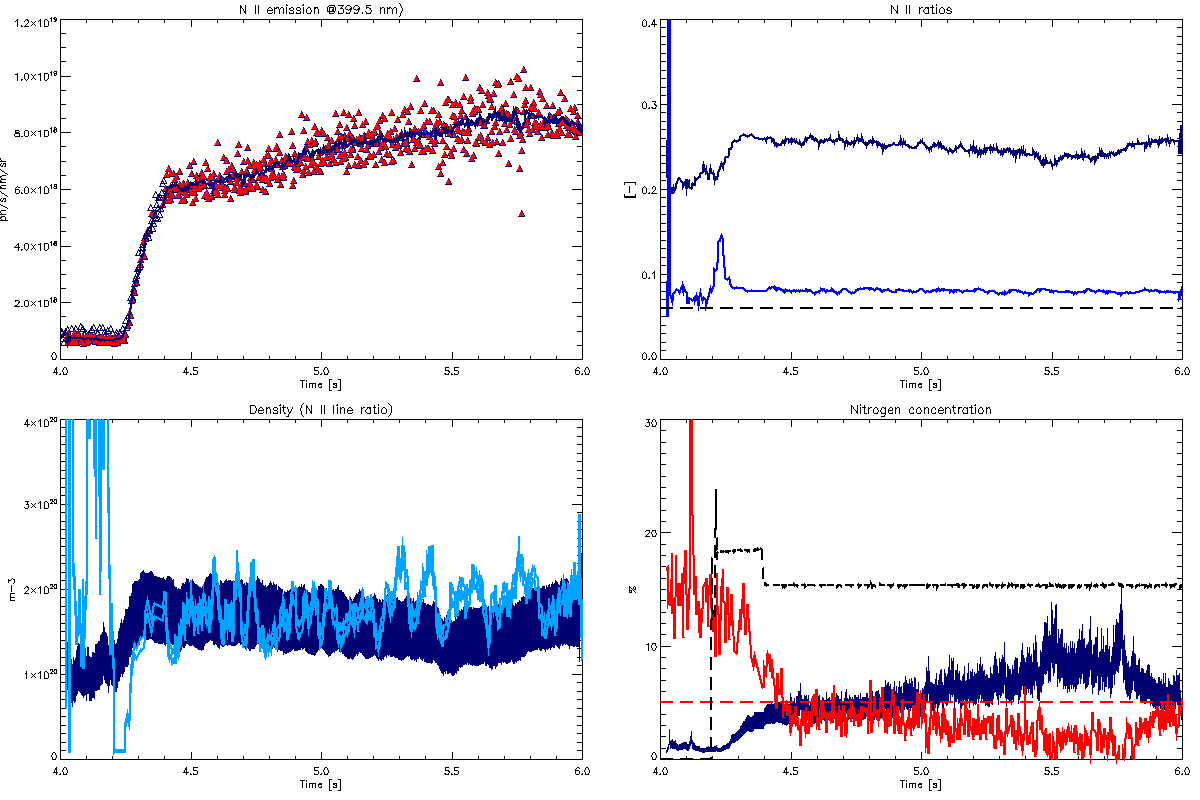 N II emission @399.5 nm)
1.2×10¹⁹
1.0×10¹⁹
8.0×10¹⁸
6.0×10¹⁸
4.0×10¹⁸
2.0×10¹⁸
0
ph/s/nm/sr
4.0 4.5 5.0 5.5 6.0
Time [s]
N II ratios
0.4
0.3
0.2
0.1
0.0
[-]
4.0 4.5 5.0 5.5 6.0
Time [s]
Density (N II line ratio)
4×10²⁰
3×10²⁰
2×10²⁰
1×10²⁰
0
m-3
4.0 4.5 5.0 5.5 6.0
Time [s]
Nitrogen concentration
30
20
10
0
%
4.0 4.5 5.0 5.5 6.0
Time [s]